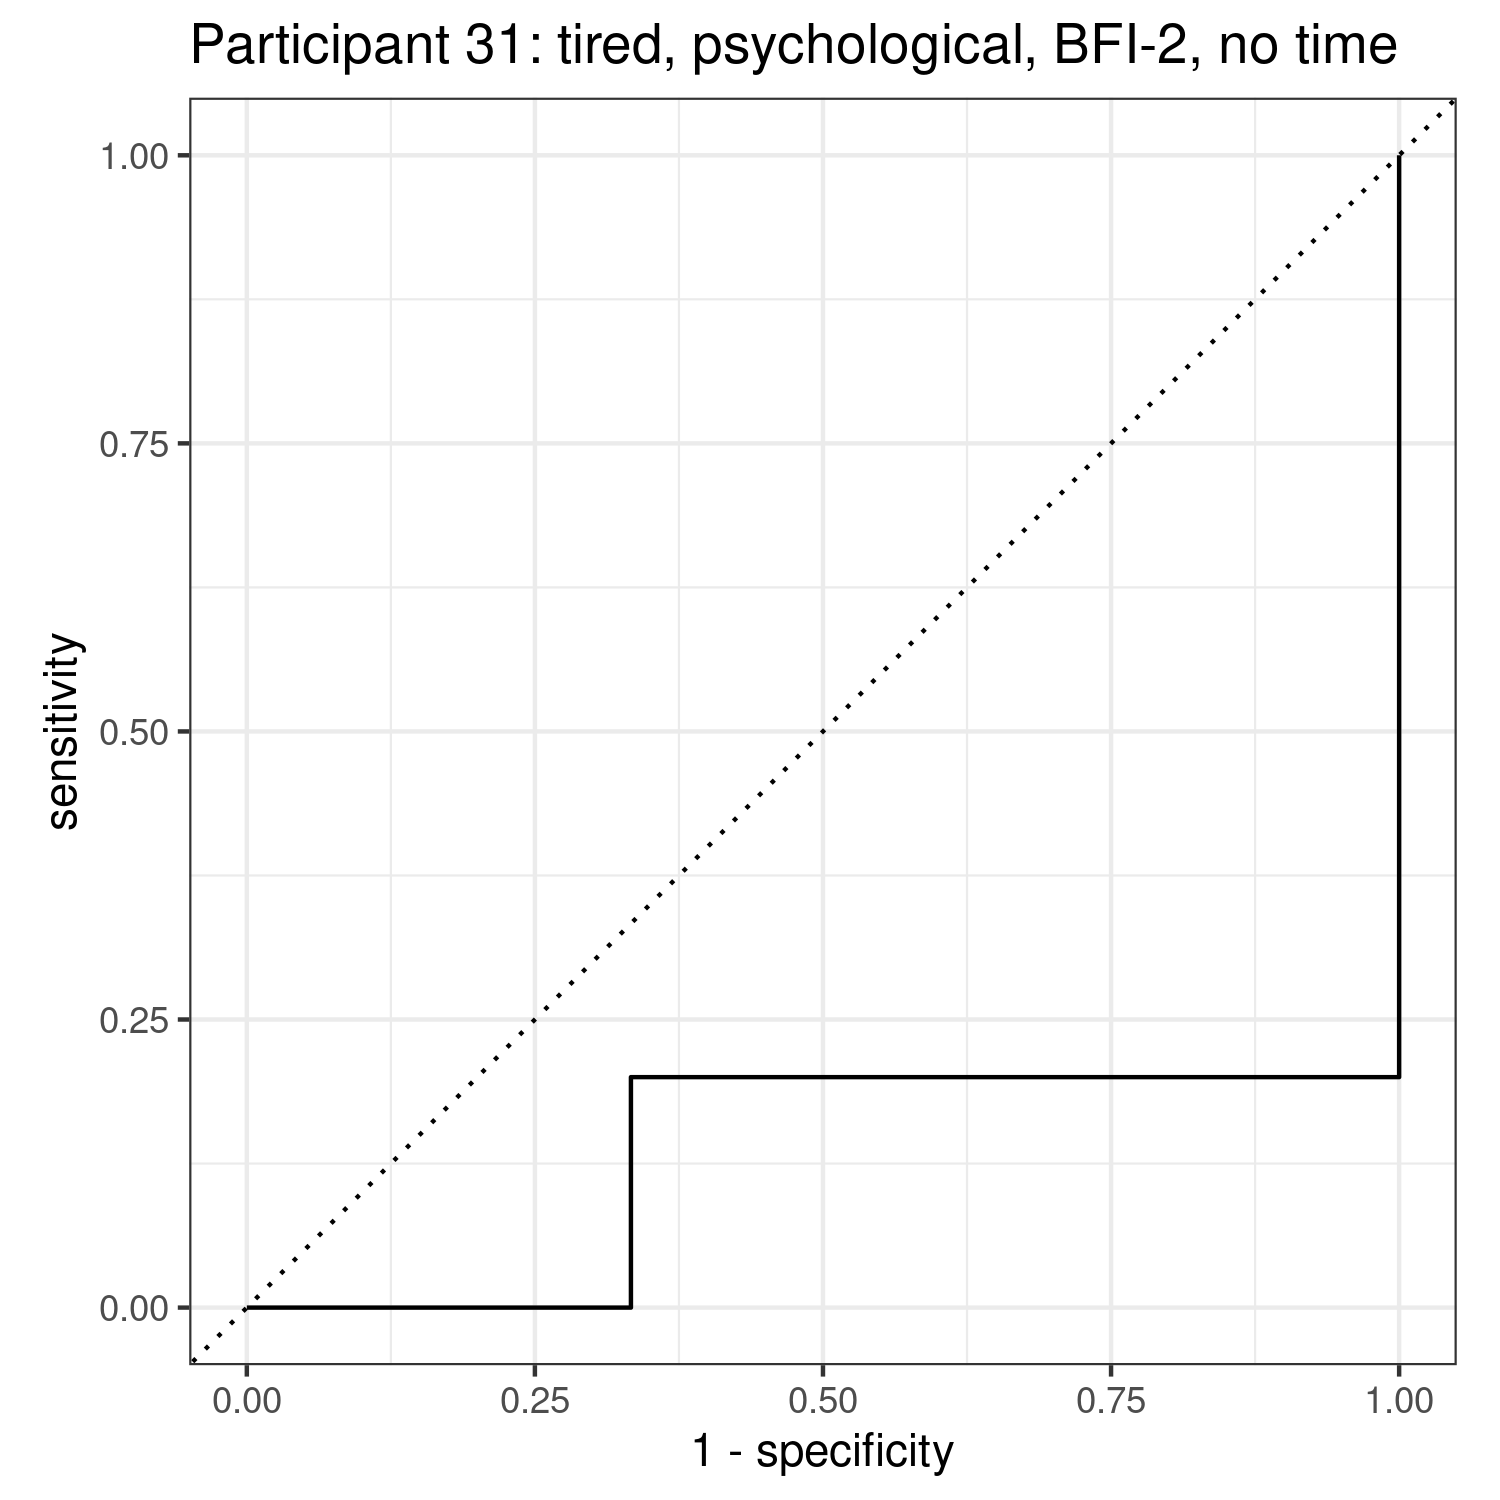 Participant 31: tired, psychological, BFI-2, no time
1.00
0.75
0.50
0.25
0.00
sensitivity
0.00 0.25 0.50 0.75 1.00
1 - specificity